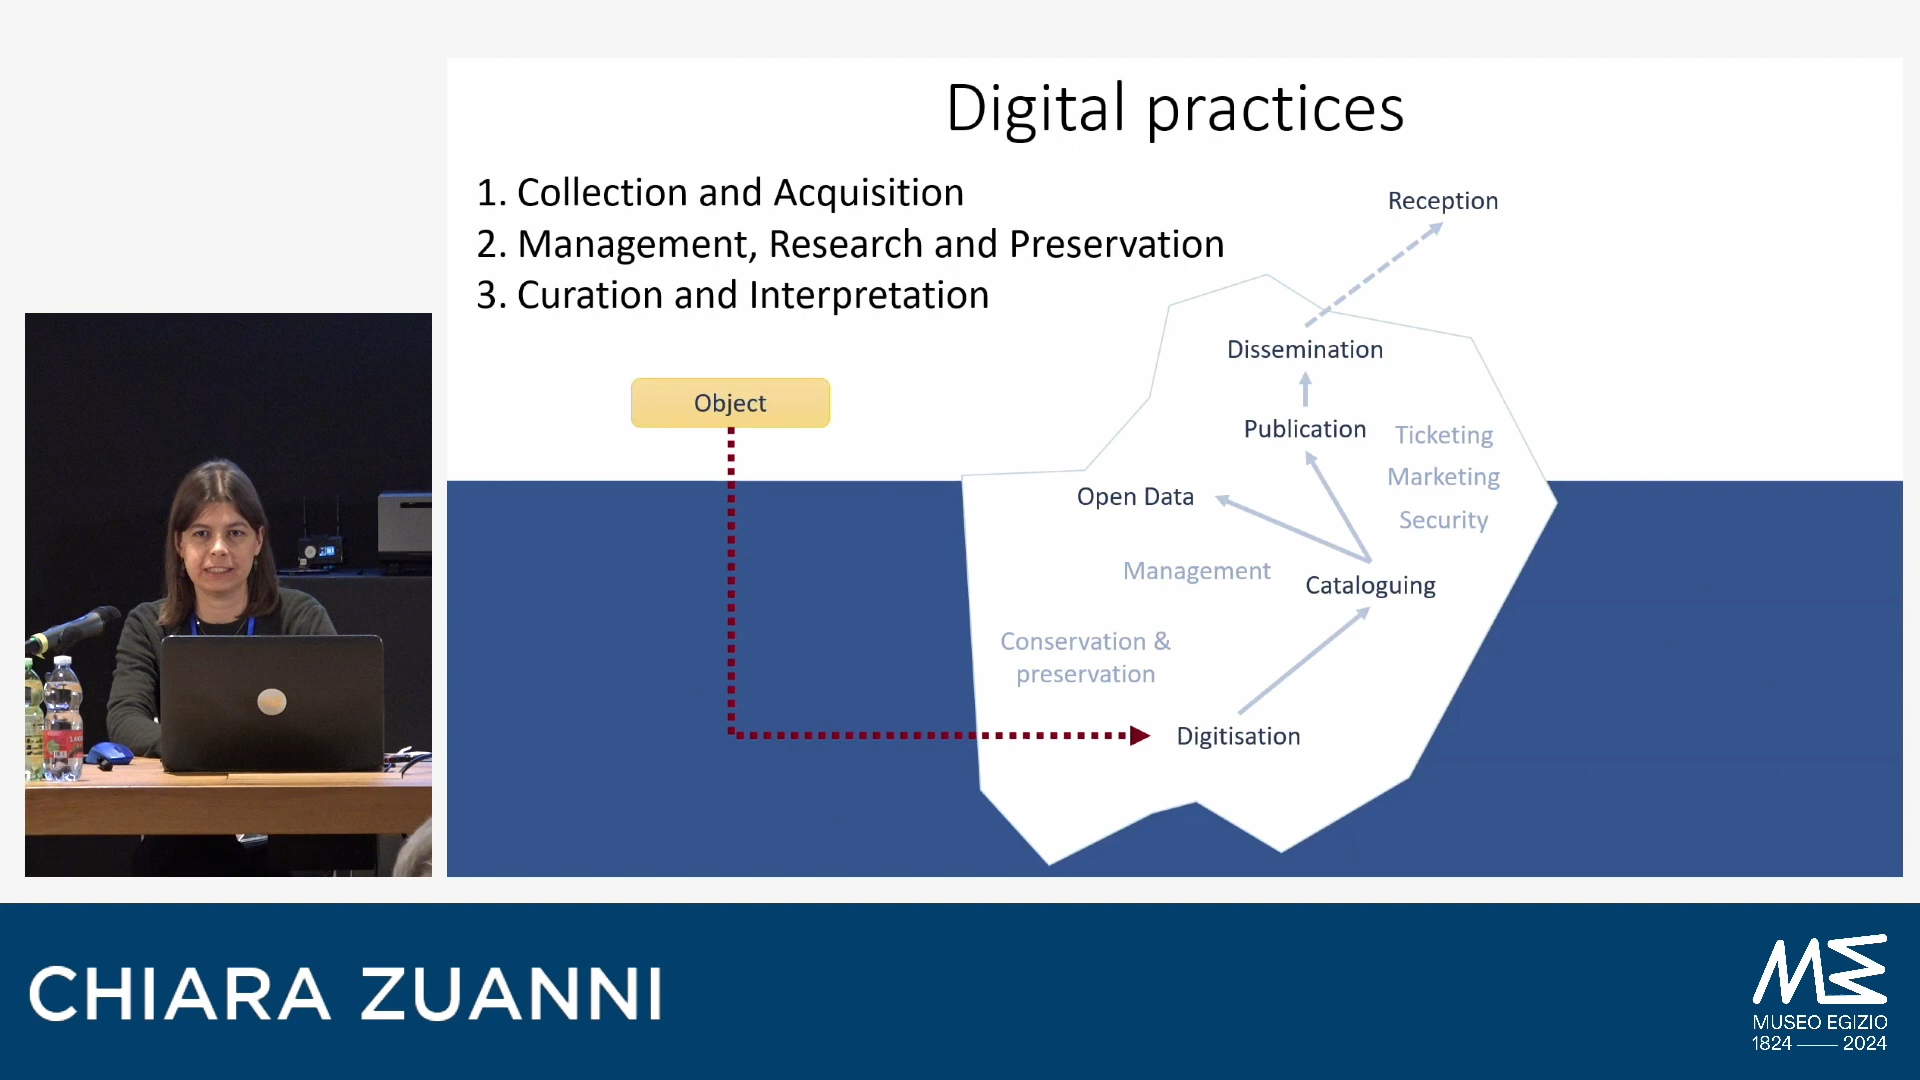 Digital practices
1. Collection and Acquisition
2. Management, Research and Preservation
3. Curation and Interpretation
Reception
Dissemination
Object
Publication
Ticketing
Marketing
Security
Open Data
Management
Cataloguing
Conservation &
preservation
Digitisation
CHIARA ZUANNI
MUSEO EGIZIO
1824 — 2024